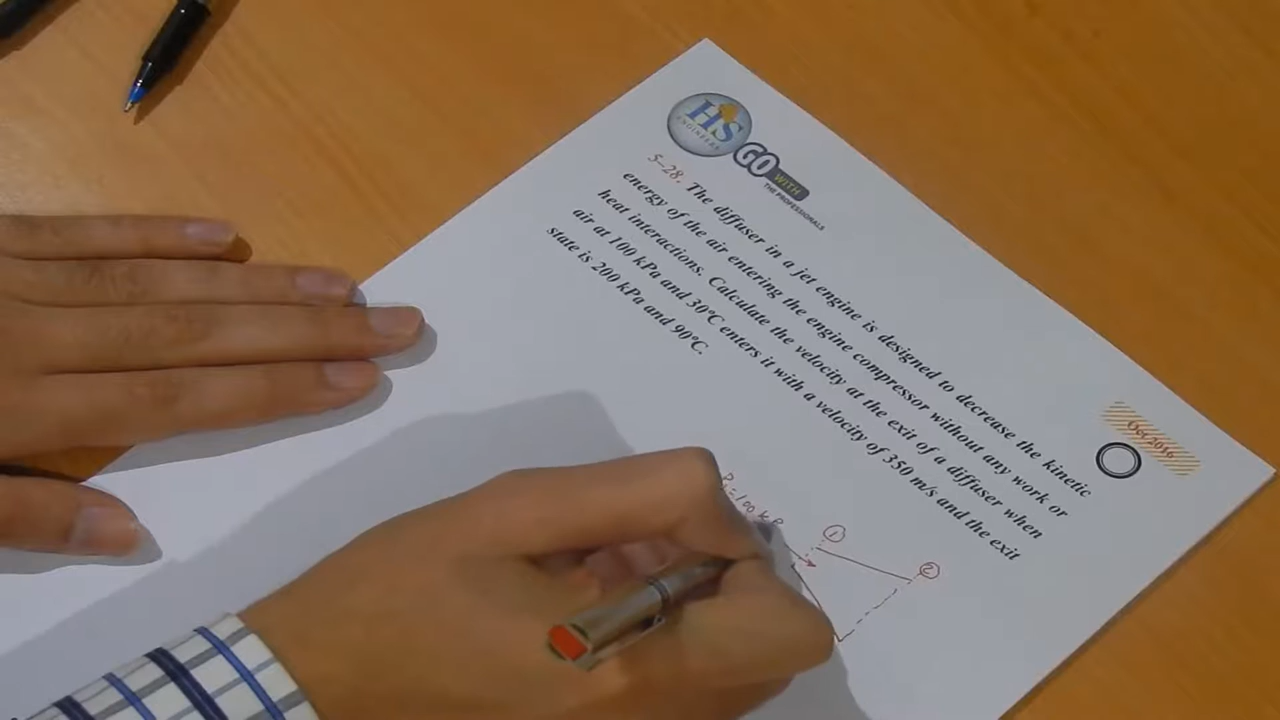 HS
ENGINEERS
GO
WITH
THE PROFESSIONALS
5-28. The diffuser in a jet engine is designed to decrease the kinetic
energy of the air entering the engine compressor without any work or
heat interactions. Calculate the velocity at the exit of a diffuser when
air at 100 kPa and 30°C enters it with a velocity of 350 m/s and the exit
state is 200 kPa and 90°C.
Oct 2016
P₁=100 kP
①
②